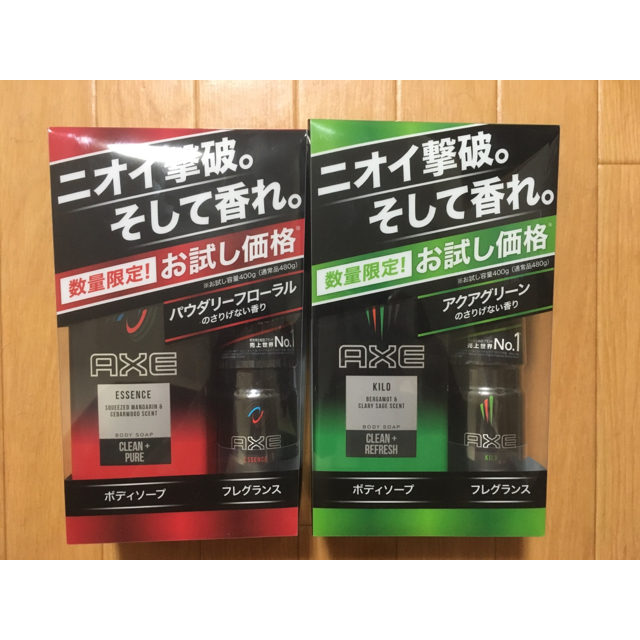 ニオイ撃破。
そして香れ。
数量限定! お試し価格※
※お試し容量400g（通常品480g）
パウダリーフローラル
のさりげない香り
売上世界No.1
AXE
ESSENCE
SQUEEZED MANDARIN &
CEDARWOOD SCENT
BODY SOAP
CLEAN +
PURE
AXE
ESSENCE
ボディソープ
フレグランス
ニオイ撃破。
そして香れ。
数量限定! お試し価格※
※お試し容量400g（通常品480g）
アクアグリーン
のさりげない香り
売上世界No.1
AXE
KILO
BERGAMOT &
CLARY SAGE SCENT
BODY SOAP
CLEAN +
REFRESH
AXE
KILO
ボディソープ
フレグランス